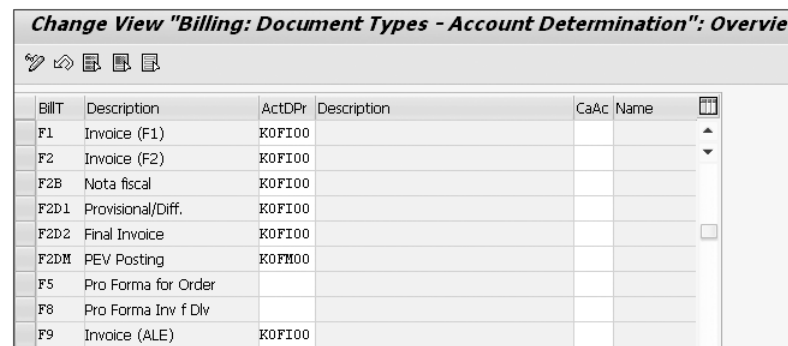 Change View "Billing: Document Types - Account Determination": Overvie
BillT Description ActDPr Description CaAc Name
F1 Invoice (F1) KOFI00
F2 Invoice (F2) KOFI00
F2B Nota fiscal KOFI00
F2D1 Provisional/Diff. KOFI00
F2D2 Final Invoice KOFI00
F2DM PEV Posting KOFM00
F5 Pro Forma for Order
F8 Pro Forma Inv f Dlv
F9 Invoice (ALE) KOFI00